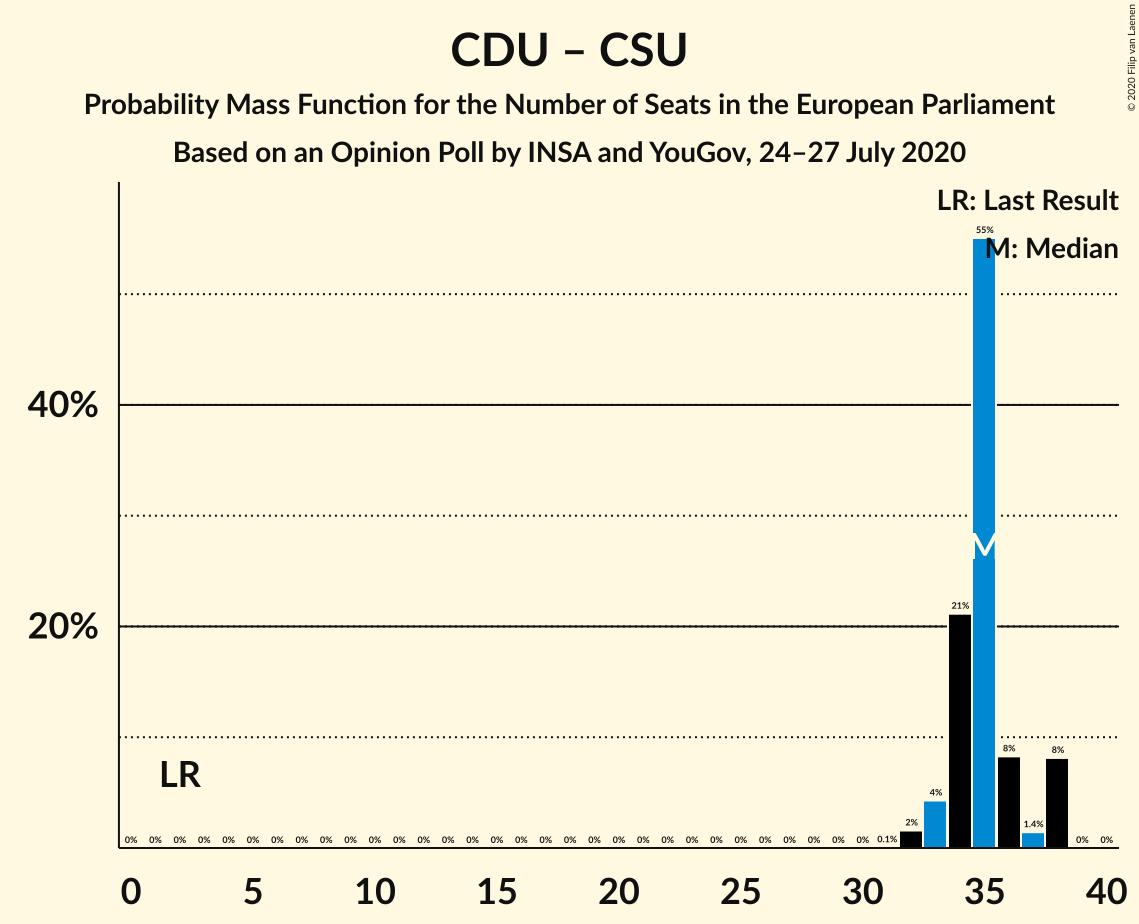 © 2020 Filip van Laenen
CDU – CSU
Probability Mass Function for the Number of Seats in the European Parliament
Based on an Opinion Poll by INSA and YouGov, 24–27 July 2020
LR: Last Result
M: Median
55%
40%
M
21%
20%
LR
8%
8%
4%
2%
1.4%
0% 0% 0% 0% 0% 0% 0% 0% 0% 0% 0% 0% 0% 0% 0% 0% 0% 0% 0% 0% 0% 0% 0% 0% 0% 0% 0% 0% 0% 0% 0% 0.1% 0% 0%
0 5 10 15 20 25 30 35 40